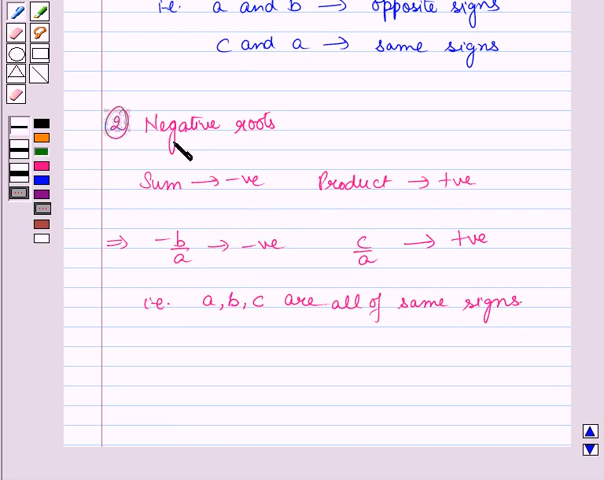 i.e. a and b → opposite signs
c and a → same signs
② Negative roots
Sum → -ve Product → +ve
⇒ -b/a → -ve c/a → +ve
i.e. a, b, c are all of same signs.